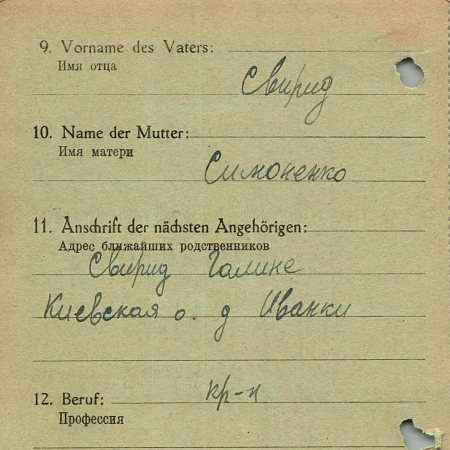 9. Vorname des Vaters:
Имя отца
Свирид
10. Name der Mutter:
Имя матери
Симоненко
11. Anschrift der nächsten Angehörigen:
Адрес ближайших родственников
Свирид Галине
Киевская о. д Иванки
12. Beruf:
кр-н
Профессия